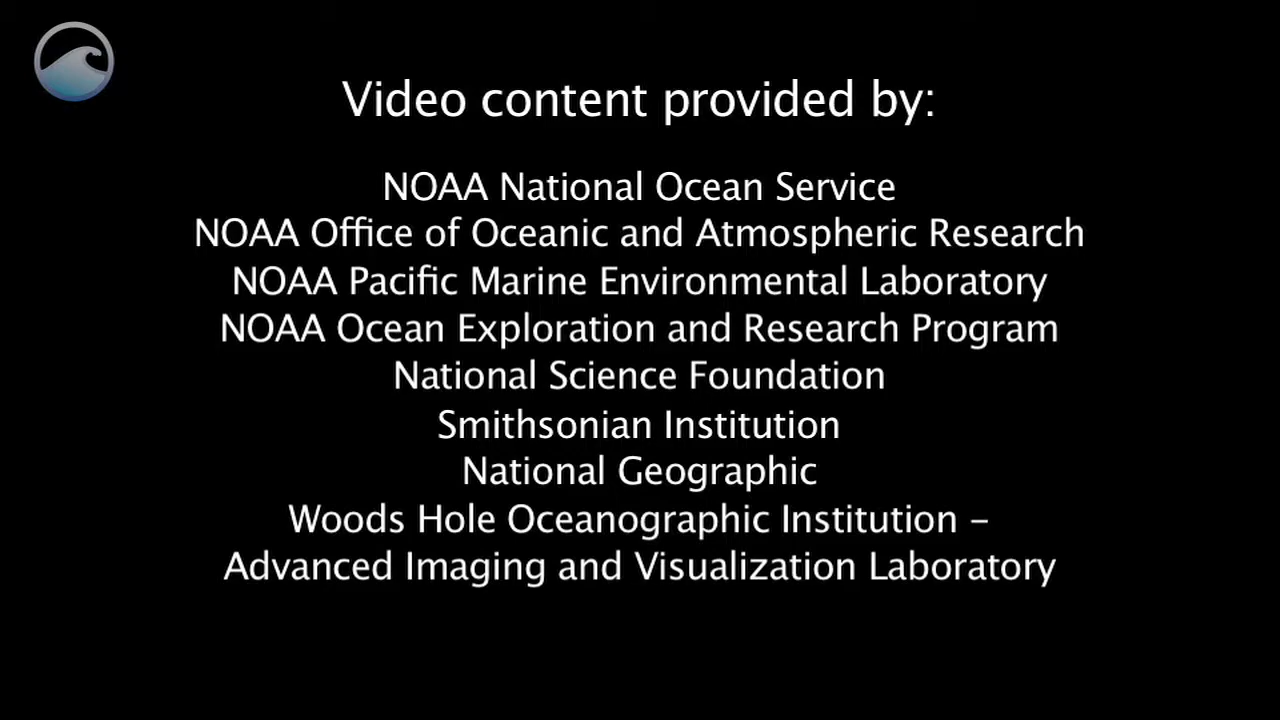 Video content provided by:
NOAA National Ocean Service
NOAA Office of Oceanic and Atmospheric Research
NOAA Pacific Marine Environmental Laboratory
NOAA Ocean Exploration and Research Program
National Science Foundation
Smithsonian Institution
National Geographic
Woods Hole Oceanographic Institution –
Advanced Imaging and Visualization Laboratory